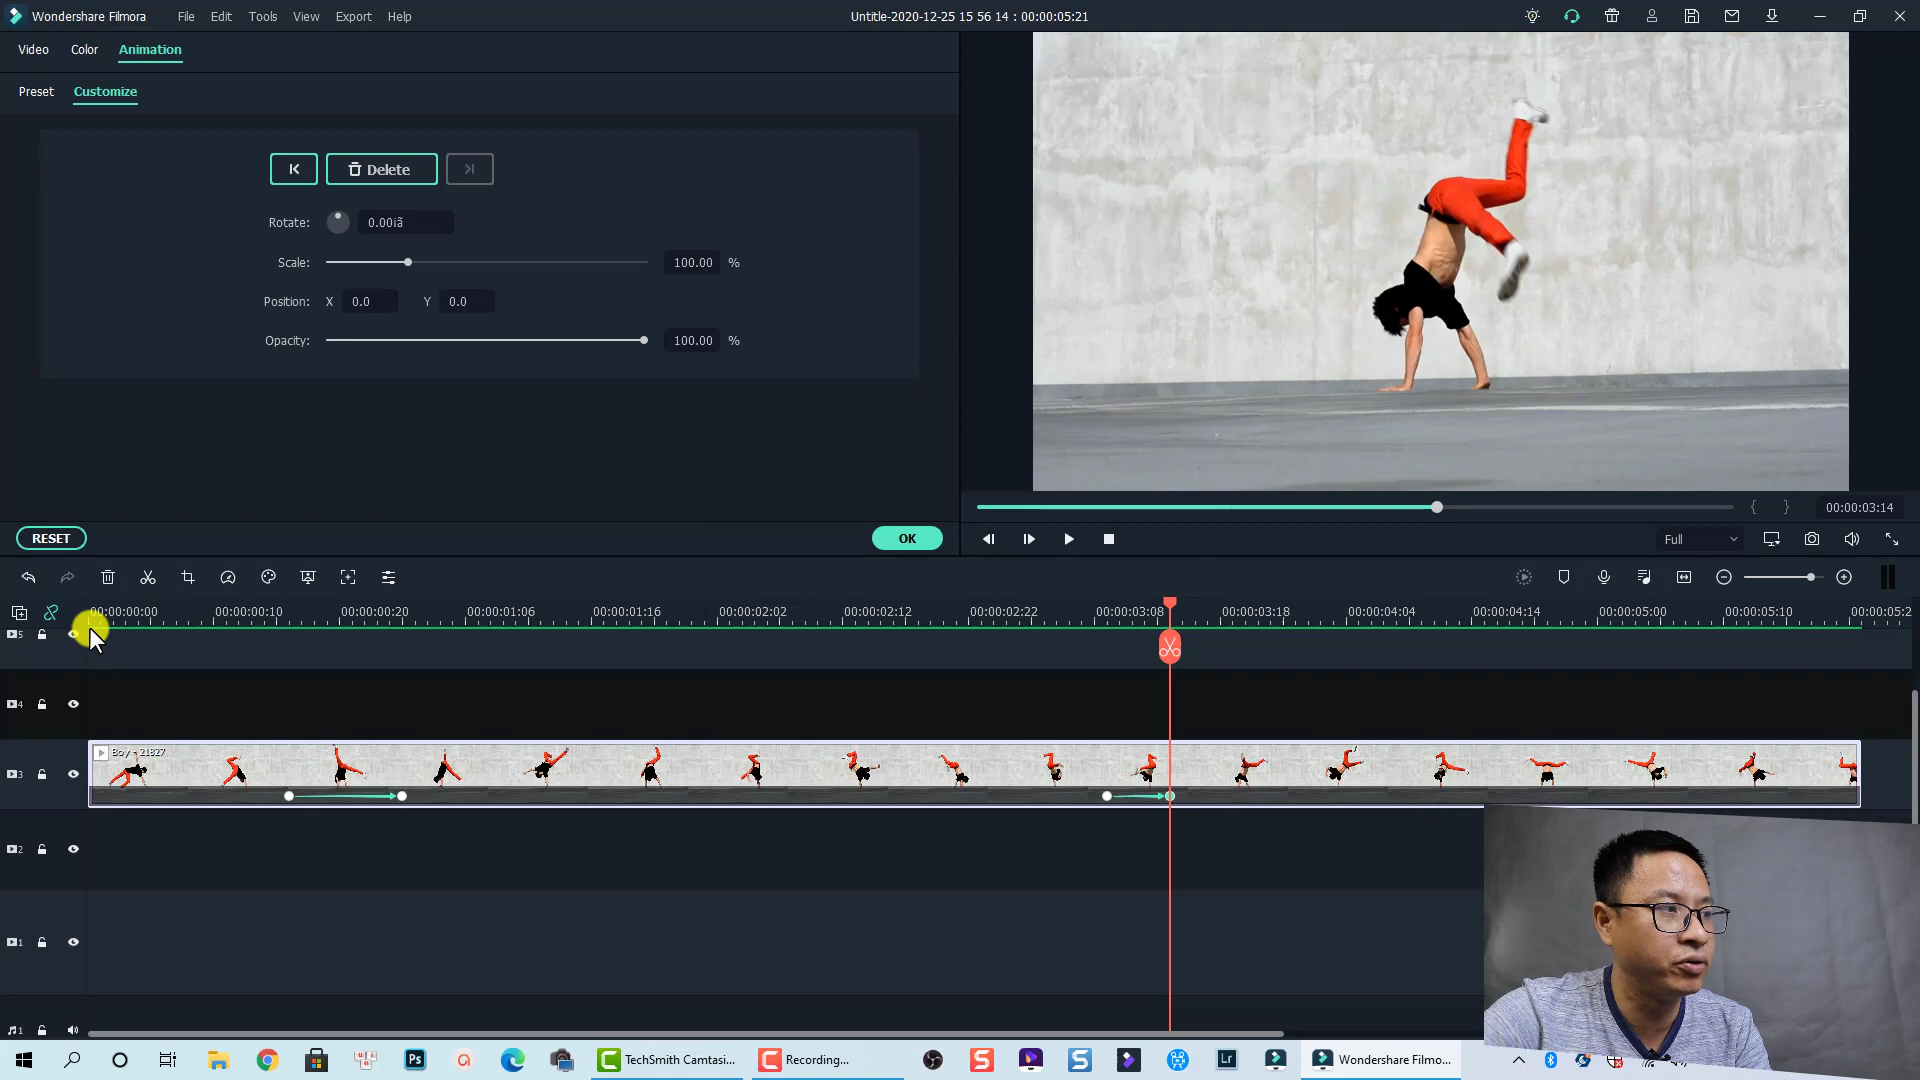 Wondershare Filmora File Edit Tools View Export Help Untitle-2020-12-25 15 56 14 : 00:00:05:21
Video Color Animation
Preset Customize
Delete
Rotate: 0.00iã
Scale: 100.00 %
Position: X 0.0 Y 0.0
Opacity: 100.00 %
00:00:03:14
RESET OK
Full
00:00:00:00 00:00:00:10 00:00:00:20 00:00:01:06 00:00:01:16 00:00:02:02 00:00:02:12 00:00:02:22 00:00:03:08 00:00:03:18 00:00:04:04 00:00:04:14 00:00:05:00 00:00:05:10 00:00:05:2
5
4
Boy - 21827
3
2
1
1
Ps
TechSmith Camtasi...
Recording...
Lr
Wondershare Filmo...